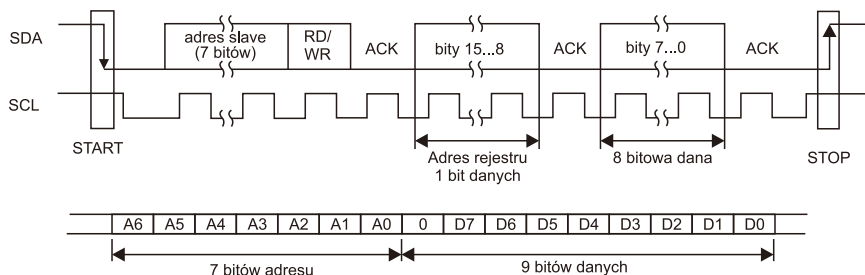 SDA
adres slave
(7 bitów)
RD/
WR
ACK
bity 15...8
ACK
bity 7...0
ACK
SCL
START
Adres rejestru
1 bit danych
8 bitowa dana
STOP
A6 A5 A4 A3 A2 A1 A0 0 D7 D6 D5 D4 D3 D2 D1 D0
7 bitów adresu
9 bitów danych